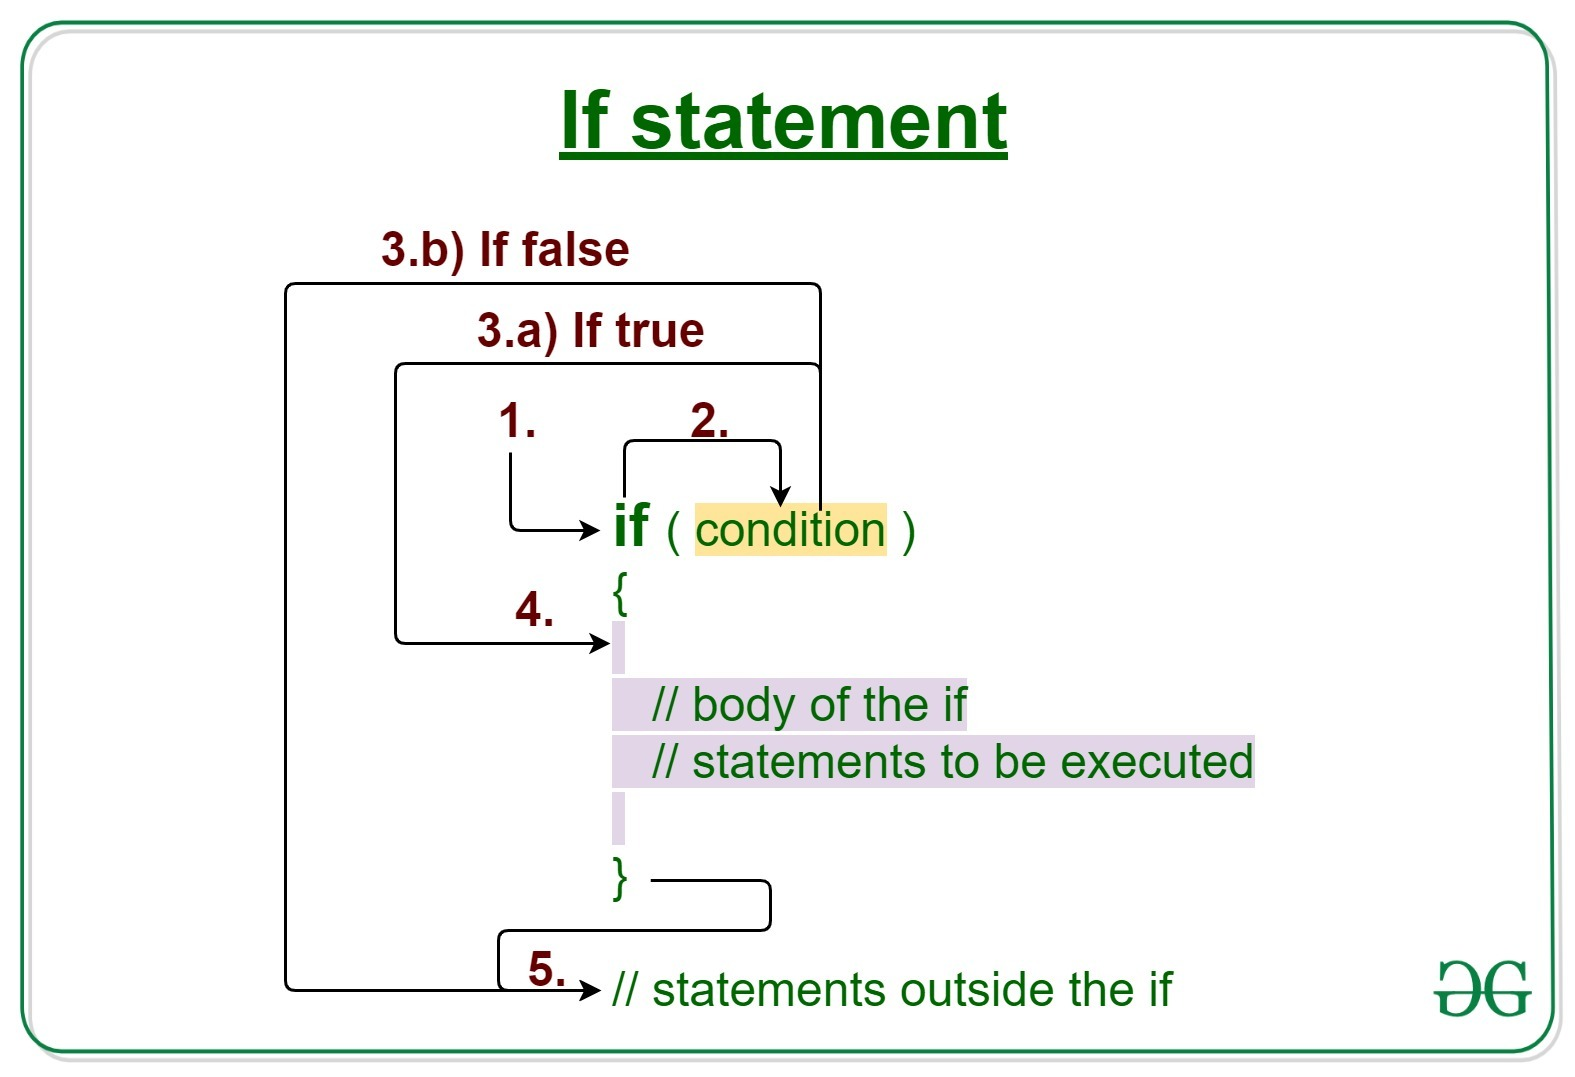 If statement
3.b) If false
3.a) If true
1.
2.
if ( condition )
{
4.
// body of the if
// statements to be executed
}
5.
// statements outside the if